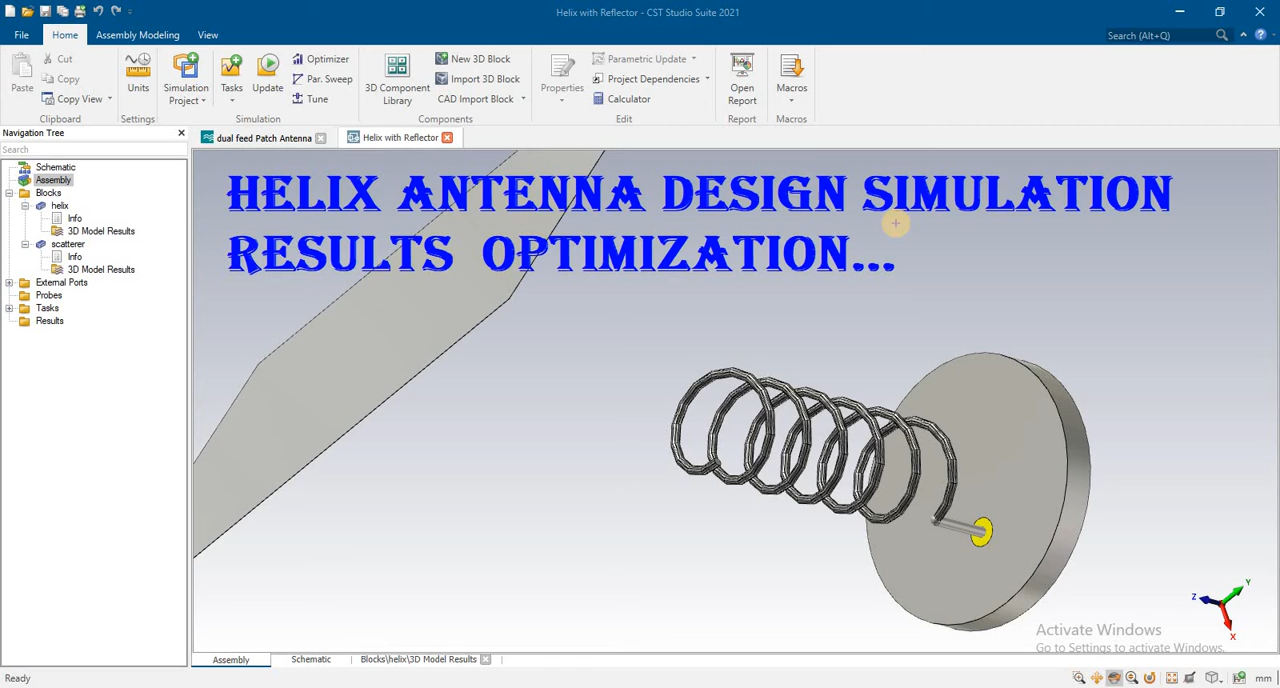 Helix with Reflector - CST Studio Suite 2021
File Home Assembly Modeling View Search (Alt+Q)
Paste
Cut
Copy
Copy View
Clipboard
Units
Settings
Simulation Project
Tasks
Update
Optimizer
Par. Sweep
Tune
Simulation
3D Component Library
New 3D Block
Import 3D Block
CAD Import Block
Components
Properties
Parametric Update
Project Dependencies
Calculator
Edit
Open Report
Report
Macros
Macros
Navigation Tree
dual feed Patch Antenna
Helix with Reflector
Search
Schematic
Assembly
Blocks
helix
Info
3D Model Results
scatterer
Info
3D Model Results
External Ports
Probes
Tasks
Results
HELIX ANTENNA DESIGN SIMULATION
RESULTS OPTIMIZATION...
Y
Z
X
Activate Windows
Go to Settings to activate Windows.
Assembly Schematic Blocks\helix\3D Model Results
Ready
mm